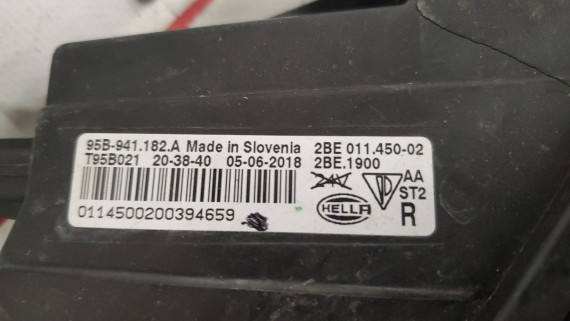 95B-941.182.A Made in Slovenia 2BE 011.450-02
T95B021 20-38-40 05-06-2018 2BE.1900
24V AA
ST2
HELLA R
0114500200394659